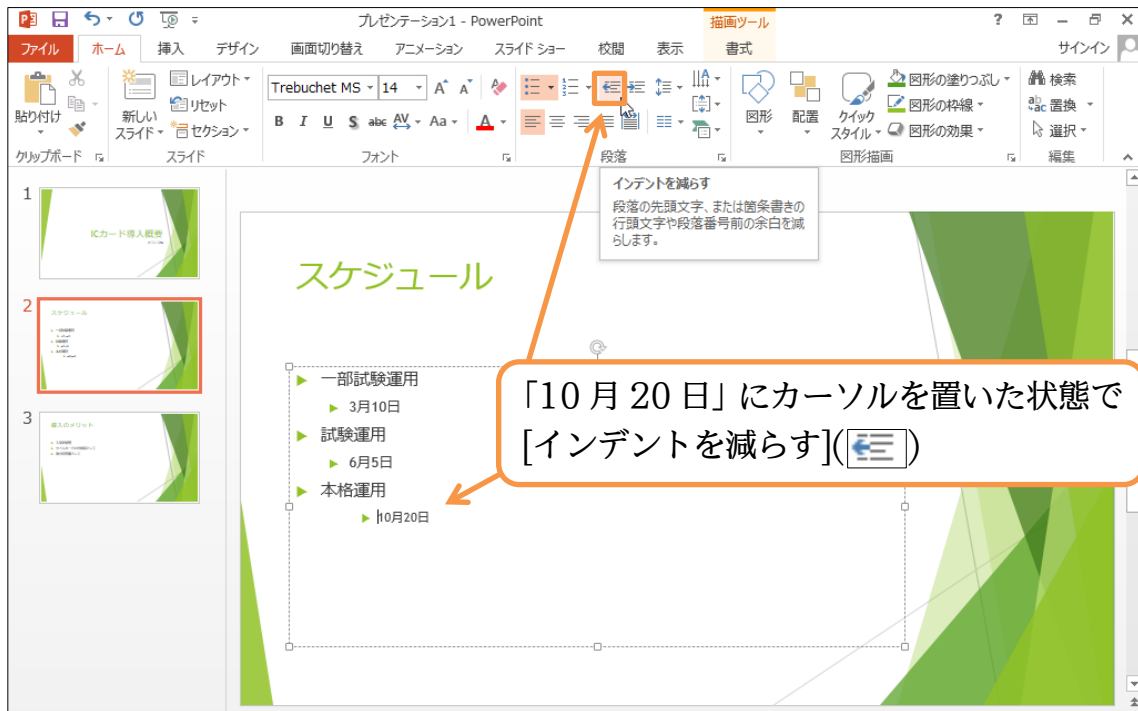 プレゼンテーション1 - PowerPoint
描画ツール
ファイル ホーム 挿入 デザイン 画面切り替え アニメーション スライド ショー 校閲 表示 書式 サインイン
貼り付け
新しい
スライド
レイアウト
リセット
セクション
Trebuchet MS 14
B I U S abc AV Aa A
図形
配置
クイック
スタイル
図形の塗りつぶし
図形の枠線
図形の効果
検索
置換
選択
クリップボード スライド フォント 段落 図形描画 編集
インデントを減らす
段落の先頭文字、または箇条書きの
行頭文字や段落番号前の余白を減
らします。
1
ICカード導入概要
2
スケジュール
3
導入のメリット
スケジュール
一部試験運用
3月10日
試験運用
6月5日
本格運用
10月20日
「10 月 20 日」にカーソルを置いた状態で
[インデントを減らす]( )